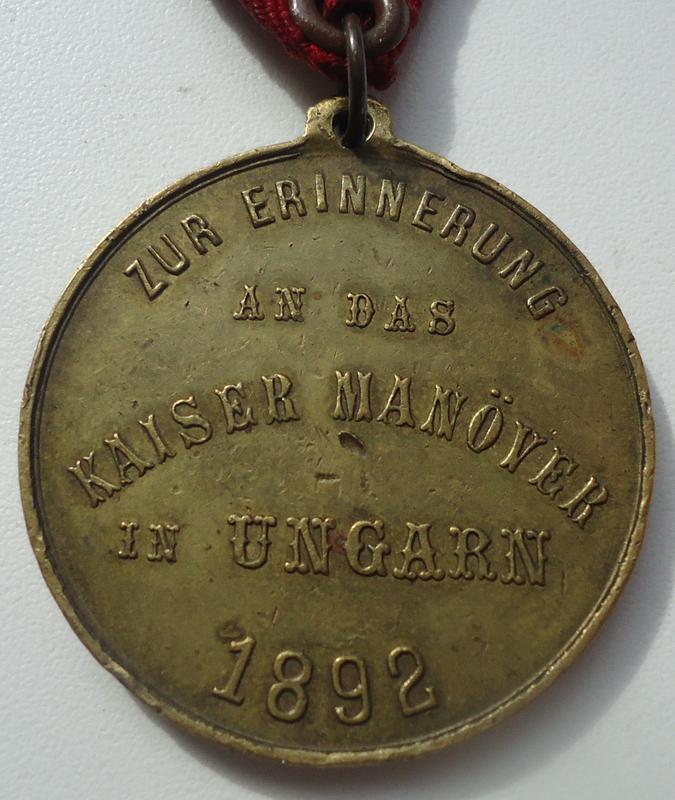 ZUR ERINNERUNG
AN DAS
KAISER MANÖVER
IN UNGARN
1892